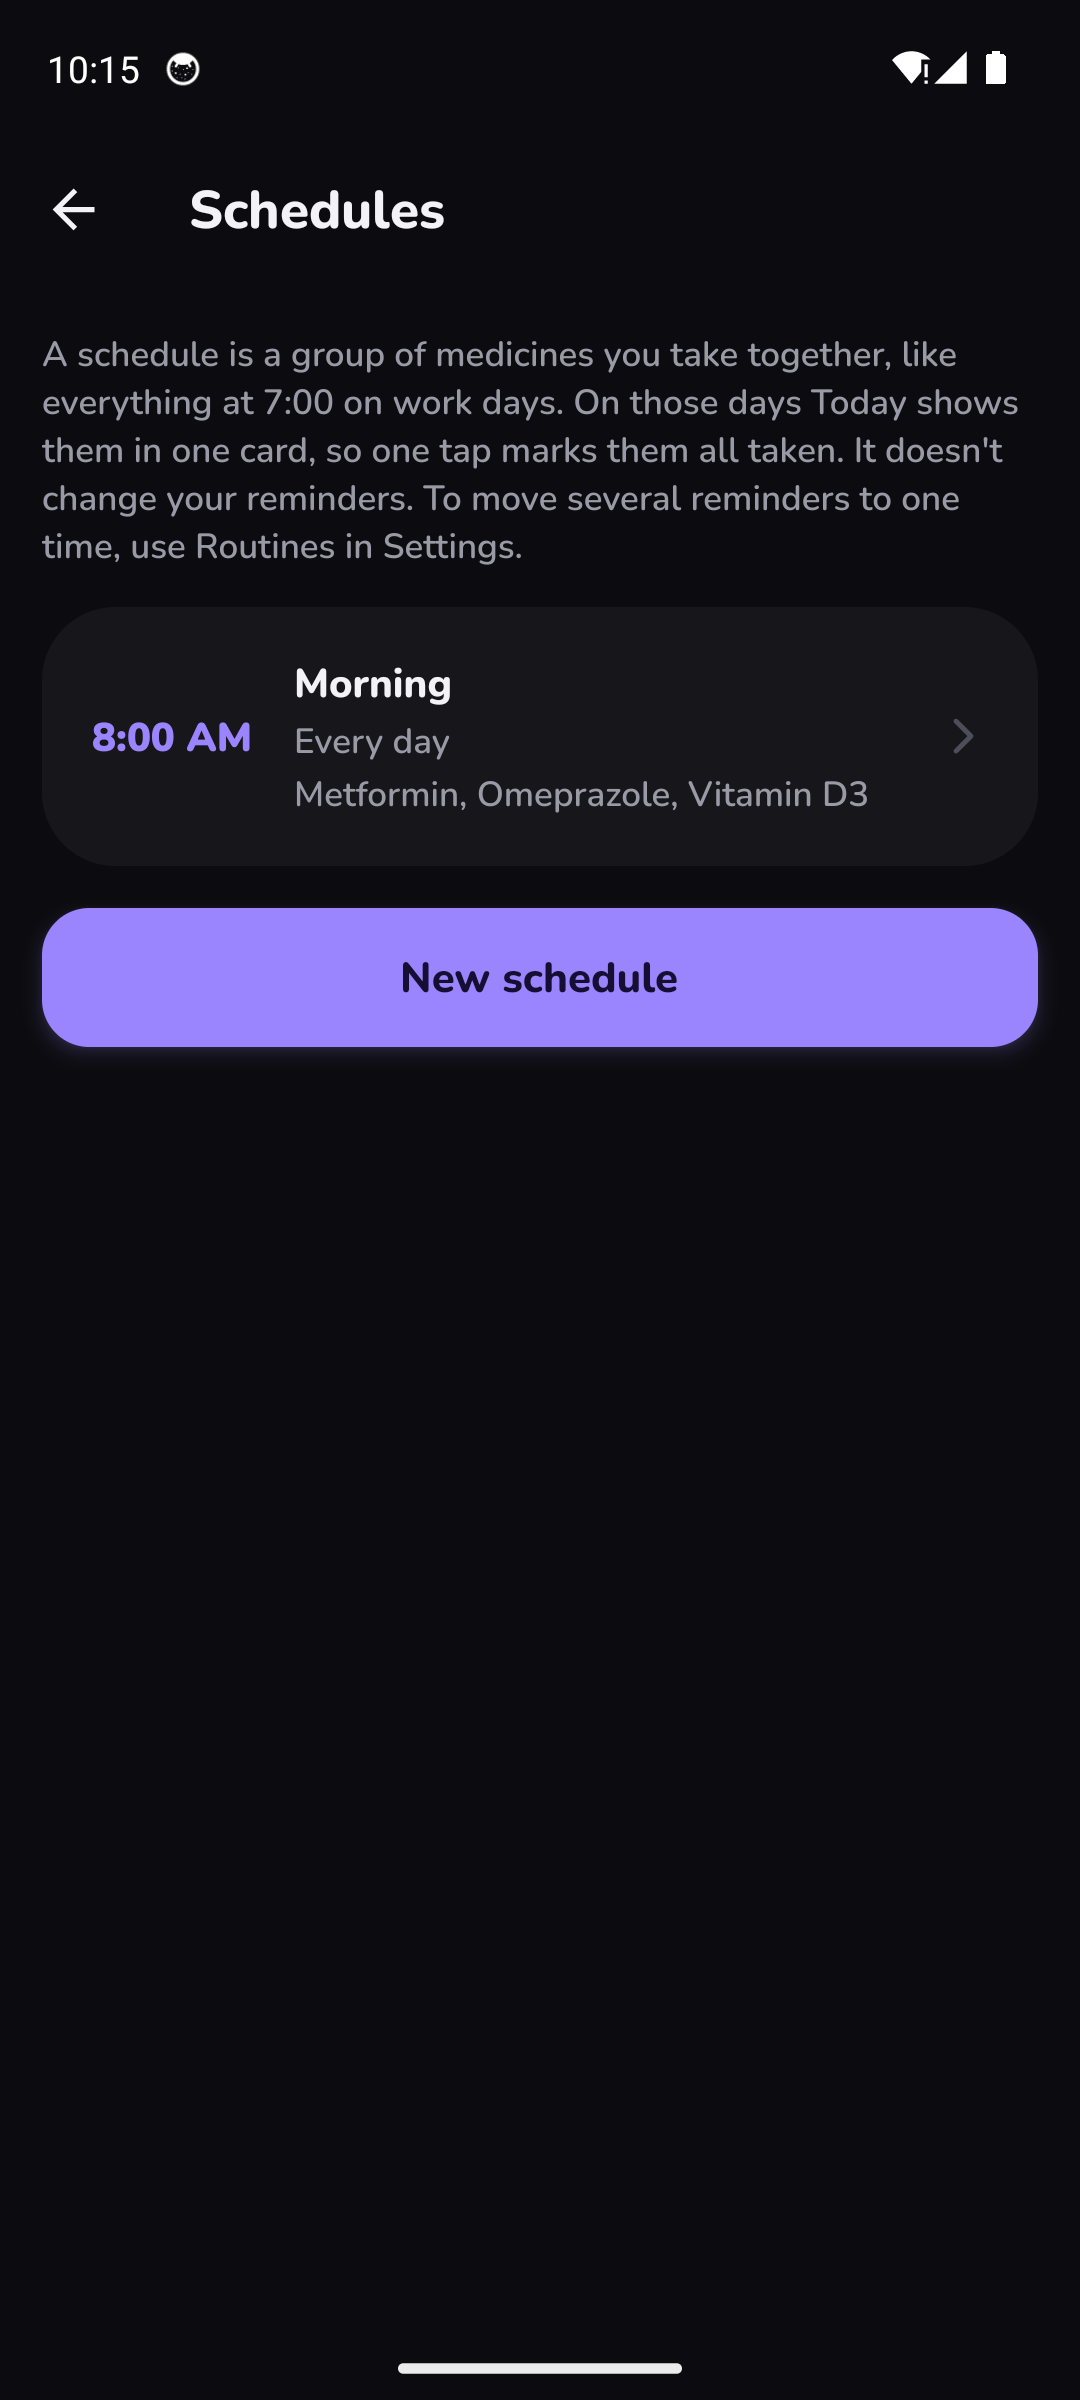 10:15
Schedules
A schedule is a group of medicines you take together, like
everything at 7:00 on work days. On those days Today shows
them in one card, so one tap marks them all taken. It doesn't
change your reminders. To move several reminders to one
time, use Routines in Settings.
Morning
8:00 AM
Every day
Metformin, Omeprazole, Vitamin D3
New schedule